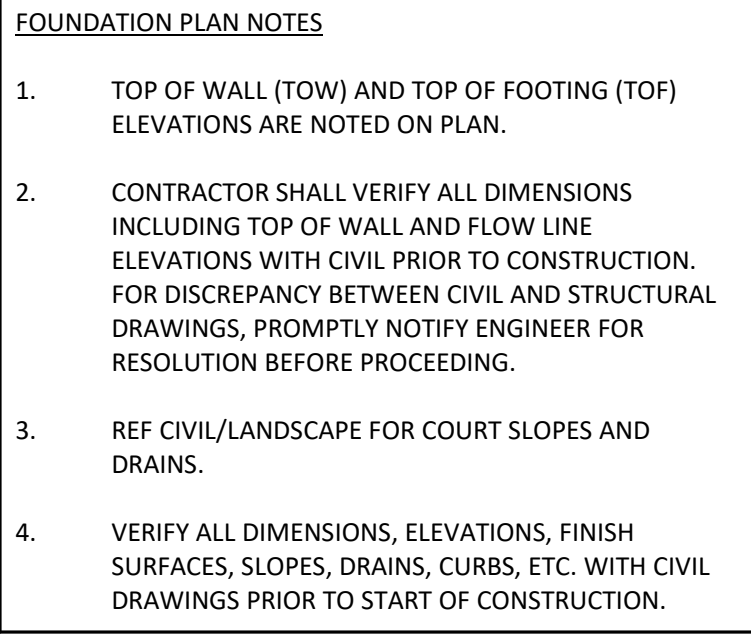 FOUNDATION PLAN NOTES
1. TOP OF WALL (TOW) AND TOP OF FOOTING (TOF)
ELEVATIONS ARE NOTED ON PLAN.
2. CONTRACTOR SHALL VERIFY ALL DIMENSIONS
INCLUDING TOP OF WALL AND FLOW LINE
ELEVATIONS WITH CIVIL PRIOR TO CONSTRUCTION.
FOR DISCREPANCY BETWEEN CIVIL AND STRUCTURAL
DRAWINGS, PROMPTLY NOTIFY ENGINEER FOR
RESOLUTION BEFORE PROCEEDING.
3. REF CIVIL/LANDSCAPE FOR COURT SLOPES AND
DRAINS.
4. VERIFY ALL DIMENSIONS, ELEVATIONS, FINISH
SURFACES, SLOPES, DRAINS, CURBS, ETC. WITH CIVIL
DRAWINGS PRIOR TO START OF CONSTRUCTION.